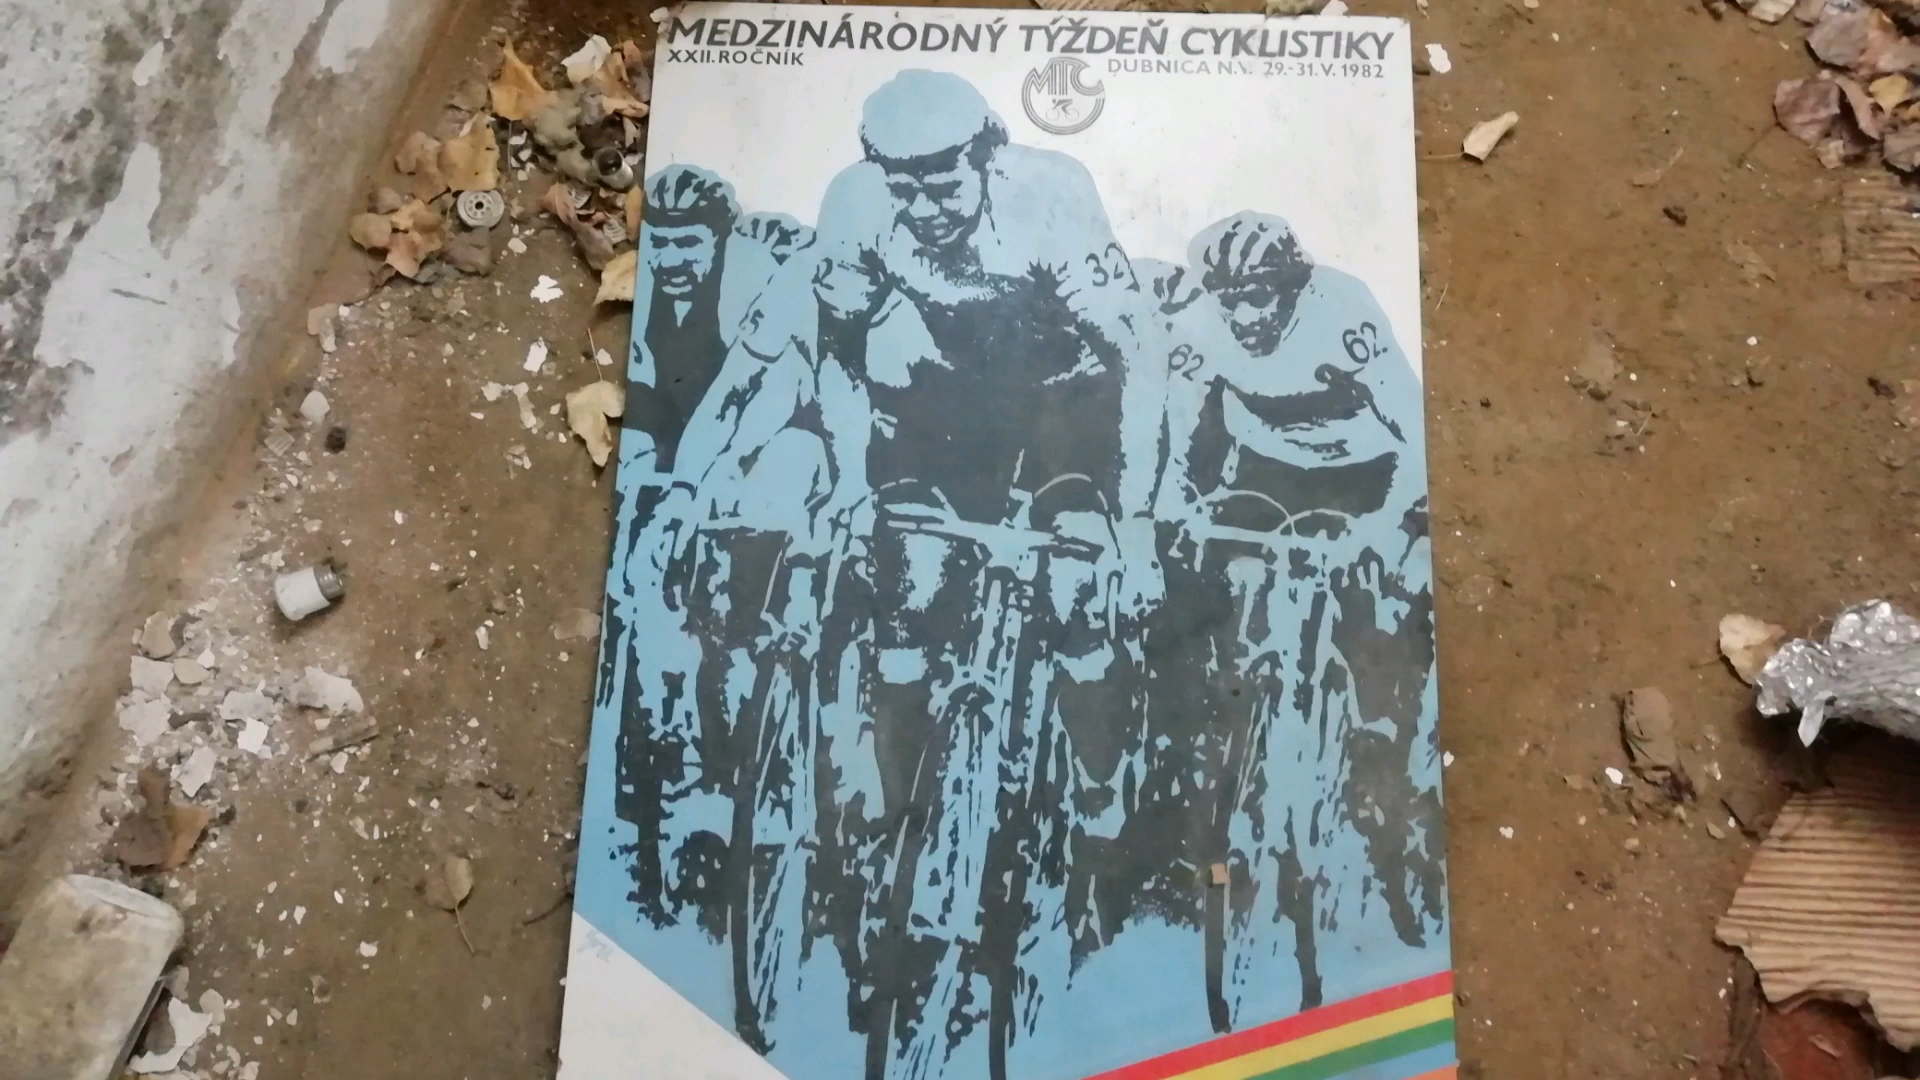 MEDZINÁRODNÝ TÝŽDEŇ CYKLISTIKY
XXII. ROČNÍK
DUBNICA N.V. 29.-31.V. 1982
MTC
32
62
62